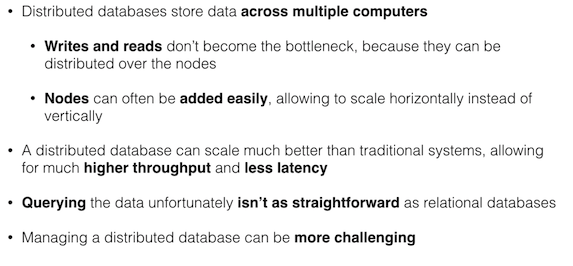 • Distributed databases store data across multiple computers
• Writes and reads don't become the bottleneck, because they can be
distributed over the nodes
• Nodes can often be added easily, allowing to scale horizontally instead of
vertically
• A distributed database can scale much better than traditional systems, allowing
for much higher throughput and less latency
• Querying the data unfortunately isn't as straightforward as relational databases
• Managing a distributed database can be more challenging